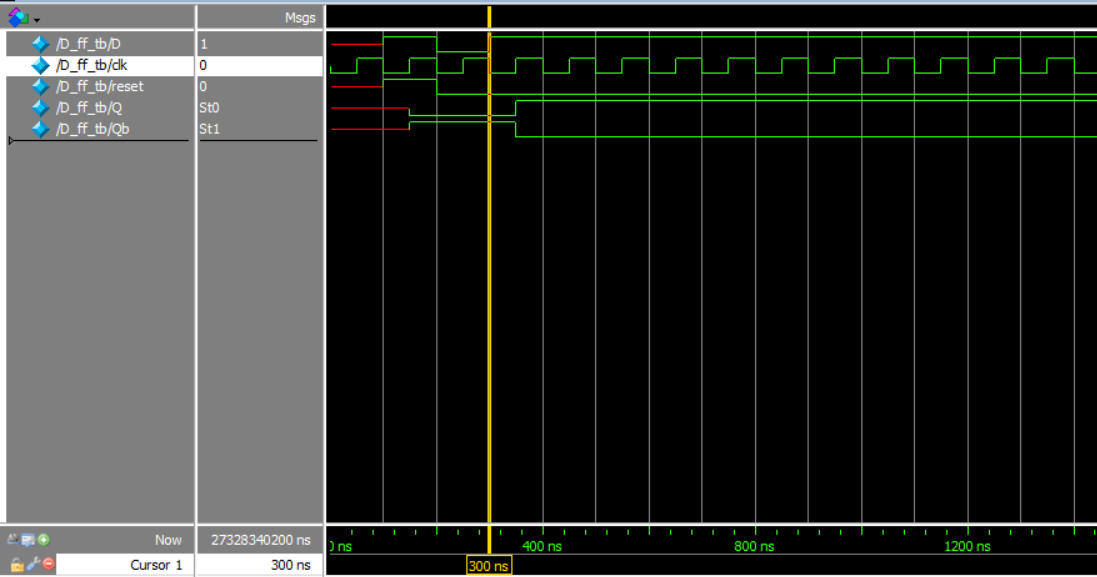 Msgs
/D_ff_tb/D 1
/D_ff_tb/clk 0
/D_ff_tb/reset 0
/D_ff_tb/Q St0
/D_ff_tb/Qb St1
Now 27328340200 ns
0 ns 400 ns 800 ns 1200 ns
Cursor 1 300 ns 300 ns